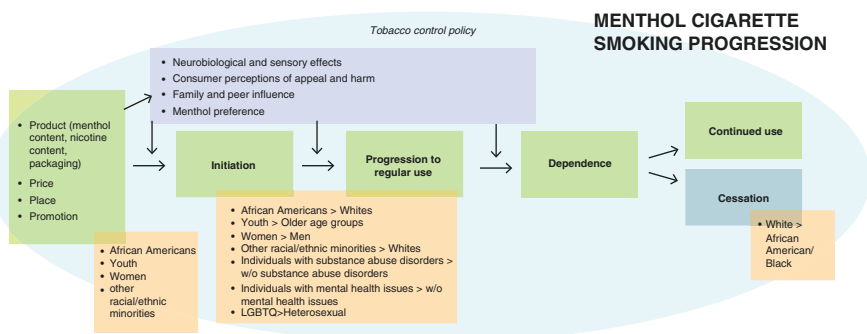 MENTHOL CIGARETTE
SMOKING PROGRESSION
Tobacco control policy
• Neurobiological and sensory effects
• Consumer perceptions of appeal and harm
• Family and peer influence
• Menthol preference
• Product (menthol
content, nicotine
content,
packaging)
• Price
• Place
• Promotion
Initiation
Progression to
regular use
Dependence
Continued use
Cessation
• African Americans
• Youth
• Women
• other
racial/ethnic
minorities
• African Americans > Whites
• Youth > Older age groups
• Women > Men
• Other racial/ethnic minorities > Whites
• Individuals with substance abuse disorders >
w/o substance abuse disorders
• Individuals with mental health issues > w/o
mental health issues
• LGBTQ>Heterosexual
• White >
African
American/
Black